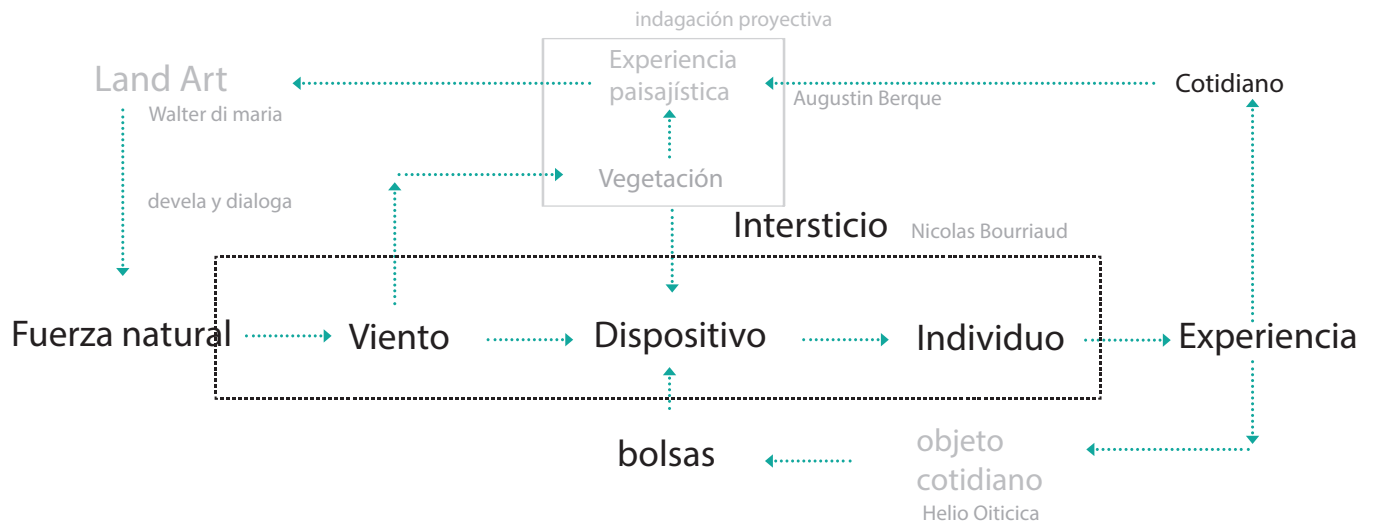 indagación proyectiva
Experiencia
paisajística
Land Art
Cotidiano
Augustin Berque
Walter di maria
Vegetación
devela y dialoga
Intersticio
Nicolas Bourriaud
Fuerza natural
Viento
Dispositivo
Individuo
Experiencia
bolsas
objeto
cotidiano
Helio Oiticica